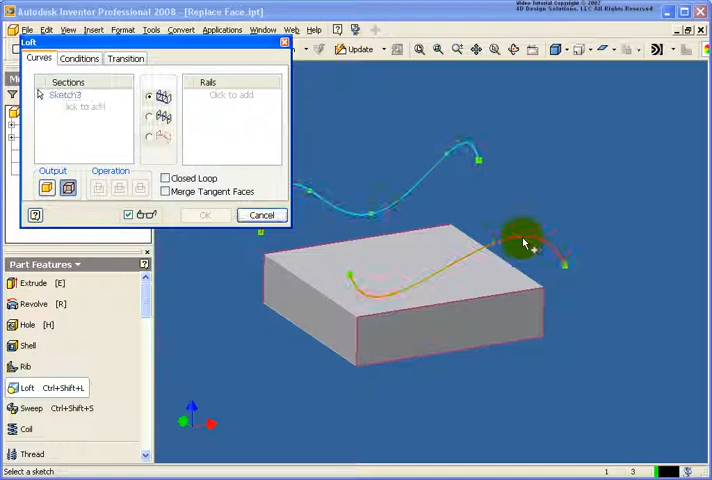 Video Tutorial Copyright © 2007
Autodesk Inventor Professional 2008 - [Replace Face.ipt]
4D Design Solutions, LLC All Rights Reserved
File Edit View Insert Format Tools Convert Applications Window Web Help
Loft
Update
Curves Conditions Transition
Sections Rails
Sketch3
Click to add
lick to add
Output Operation
Closed Loop
Merge Tangent Faces
OK Cancel
Part Features
Extrude [E]
Revolve [R]
Hole [H]
Shell
Rib
Loft Ctrl+Shift+L
Sweep Ctrl+Shift+S
Coil
Thread
Select a sketch 1 3